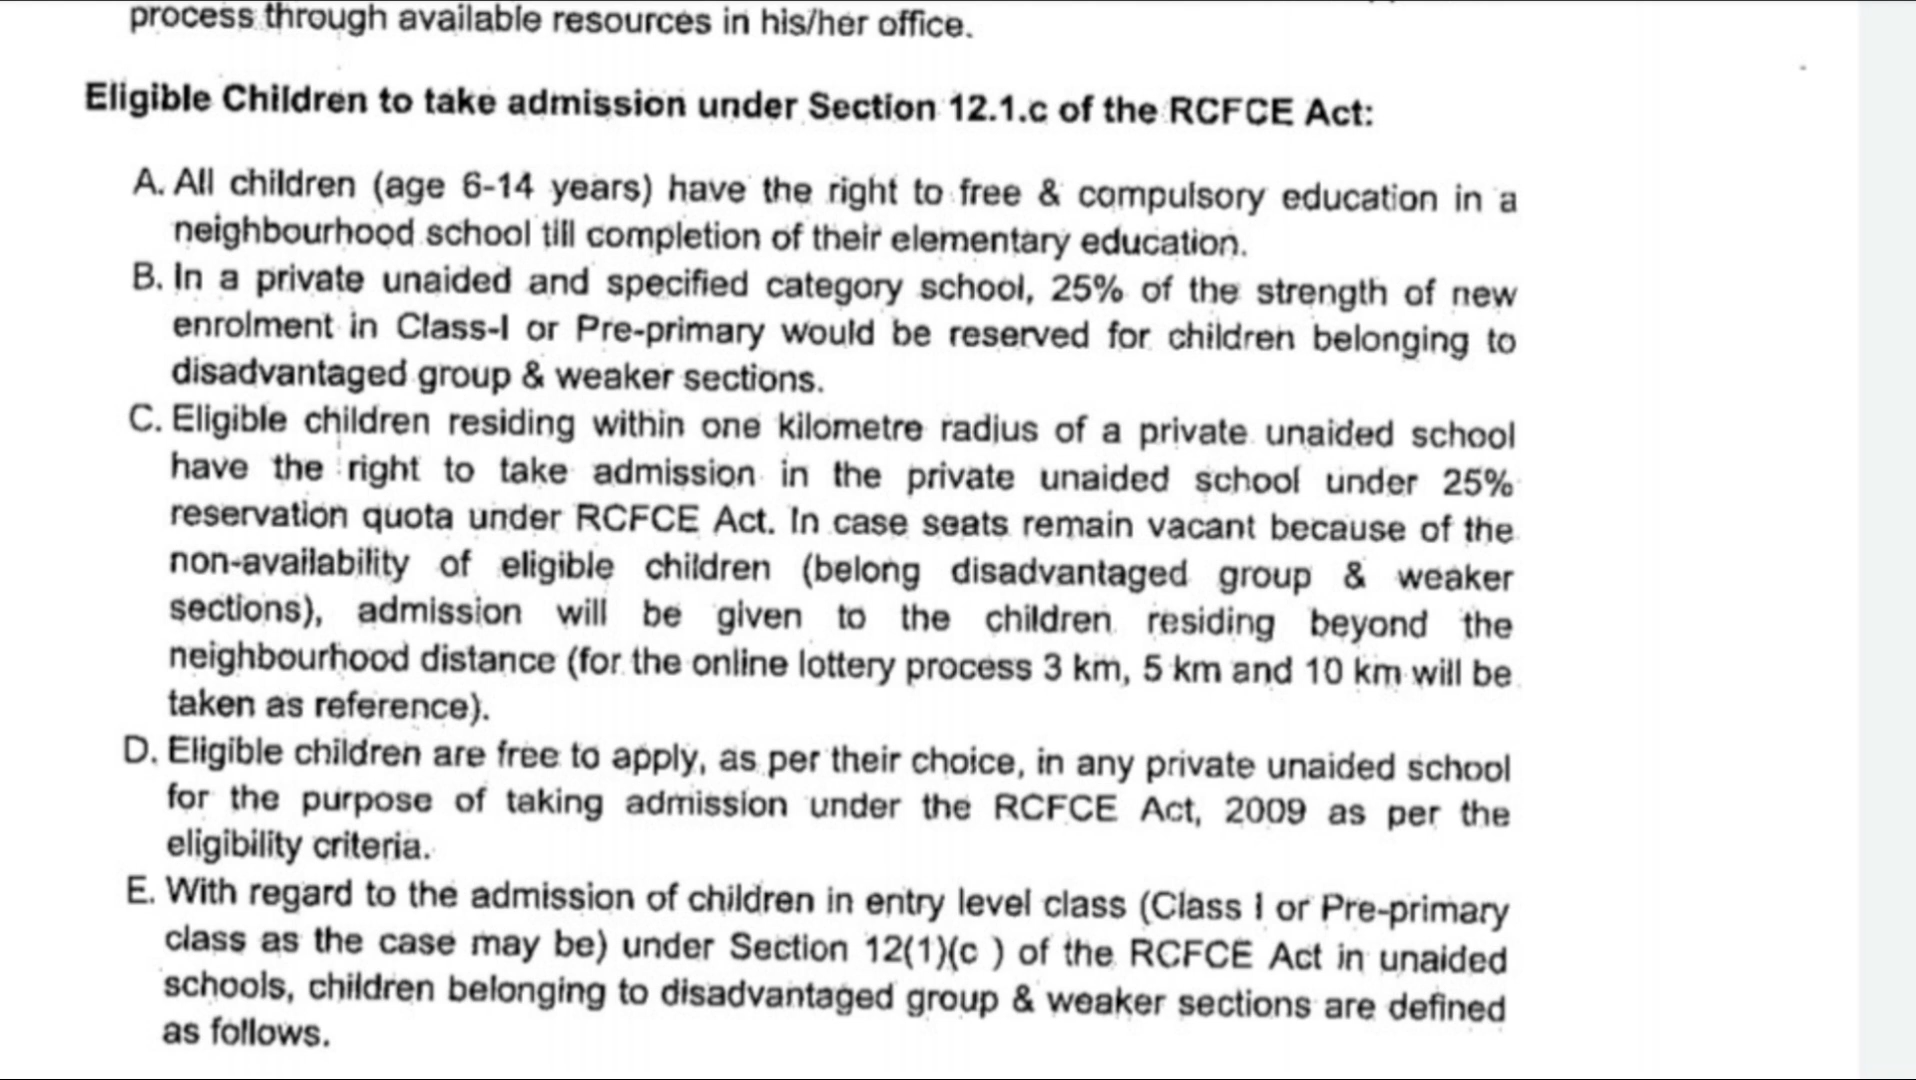 process through available resources in his/her office.
Eligible Children to take admission under Section 12.1.c of the RCFCE Act:
A. All children (age 6-14 years) have the right to free & compulsory education in a
neighbourhood school till completion of their elementary education.
B. In a private unaided and specified category school, 25% of the strength of new
enrolment in Class-I or Pre-primary would be reserved for children belonging to
disadvantaged group & weaker sections.
C. Eligible children residing within one kilometre radius of a private unaided school
have the right to take admission in the private unaided school under 25%
reservation quota under RCFCE Act. In case seats remain vacant because of the
non-availability of eligible children (belong disadvantaged group & weaker
sections), admission will be given to the children residing beyond the
neighbourhood distance (for the online lottery process 3 km, 5 km and 10 km will be
taken as reference).
D. Eligible children are free to apply, as per their choice, in any private unaided school
for the purpose of taking admission under the RCFCE Act, 2009 as per the
eligibility criteria.
E. With regard to the admission of children in entry level class (Class I or Pre-primary
class as the case may be) under Section 12(1)(c ) of the RCFCE Act in unaided
schools, children belonging to disadvantaged group & weaker sections are defined
as follows.